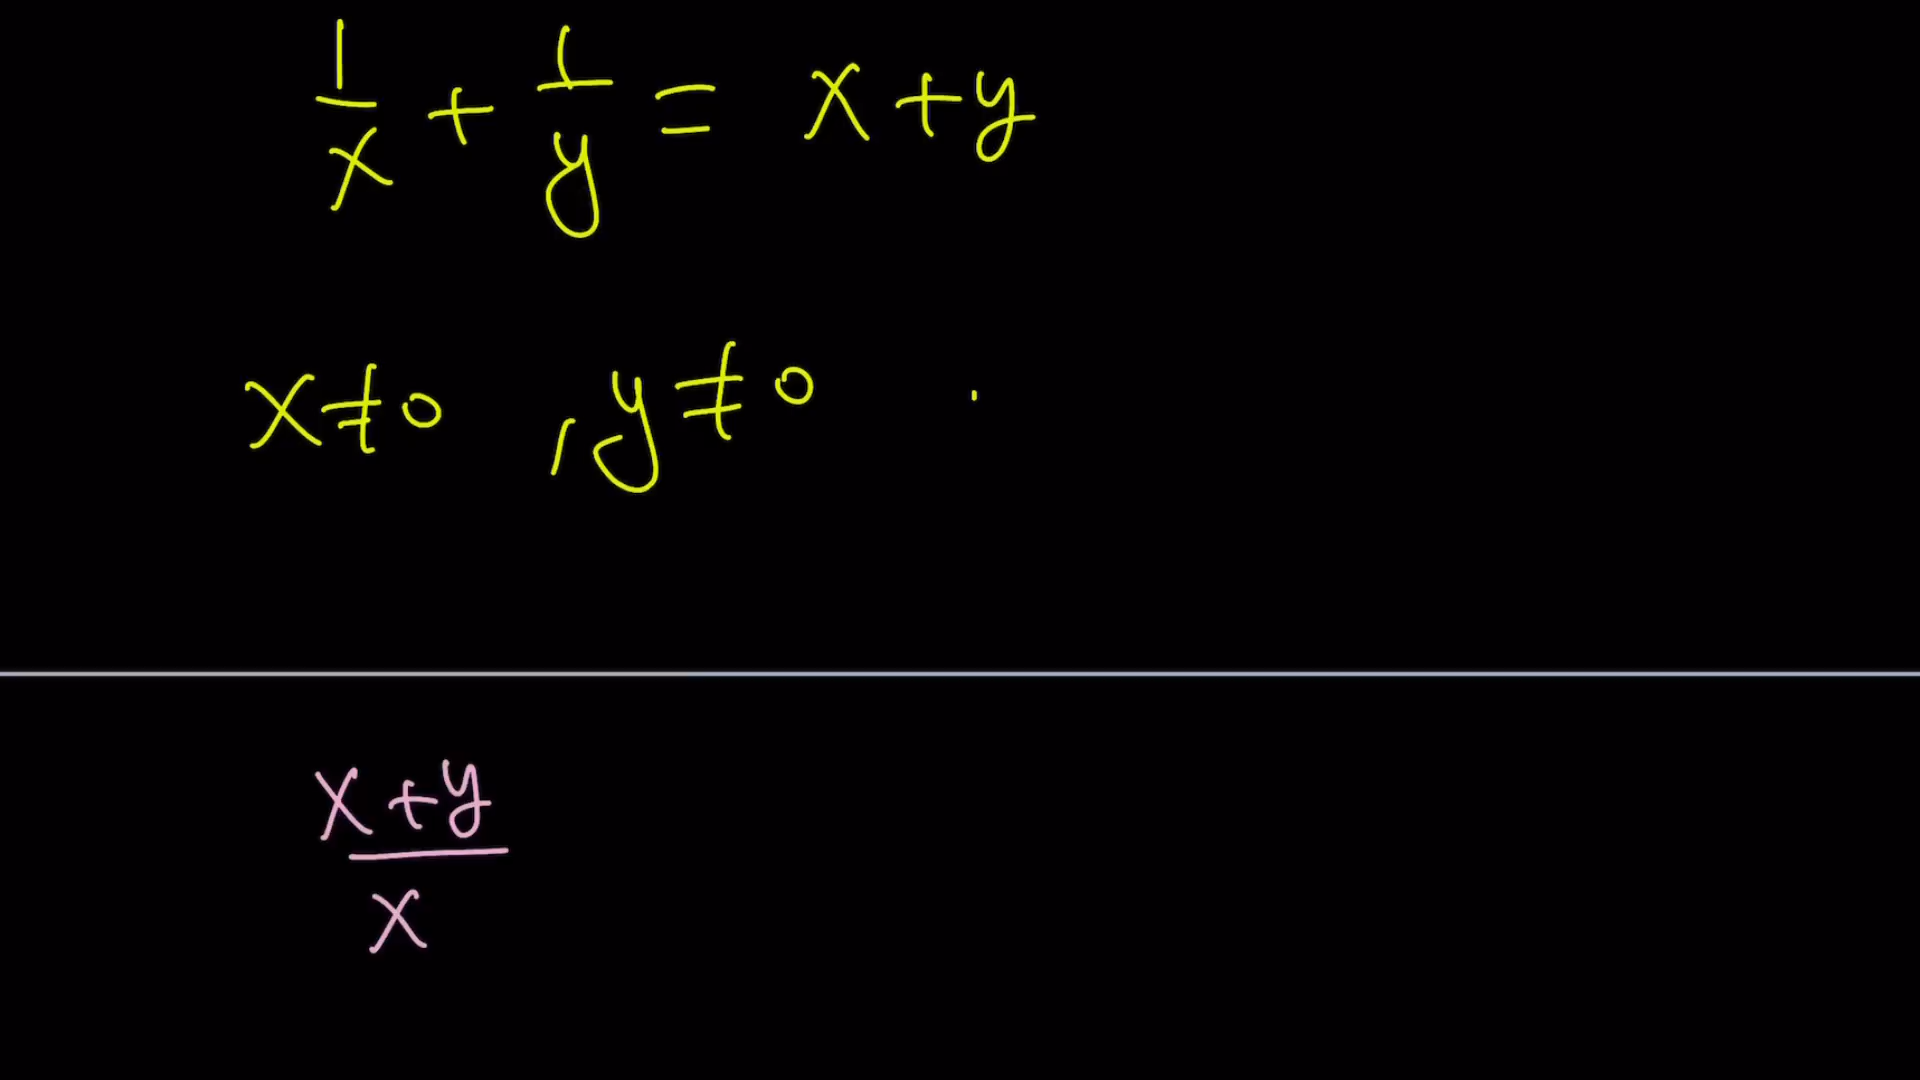 1/x + 1/y = x + y
x ≠ 0 , y ≠ 0
x + y / x